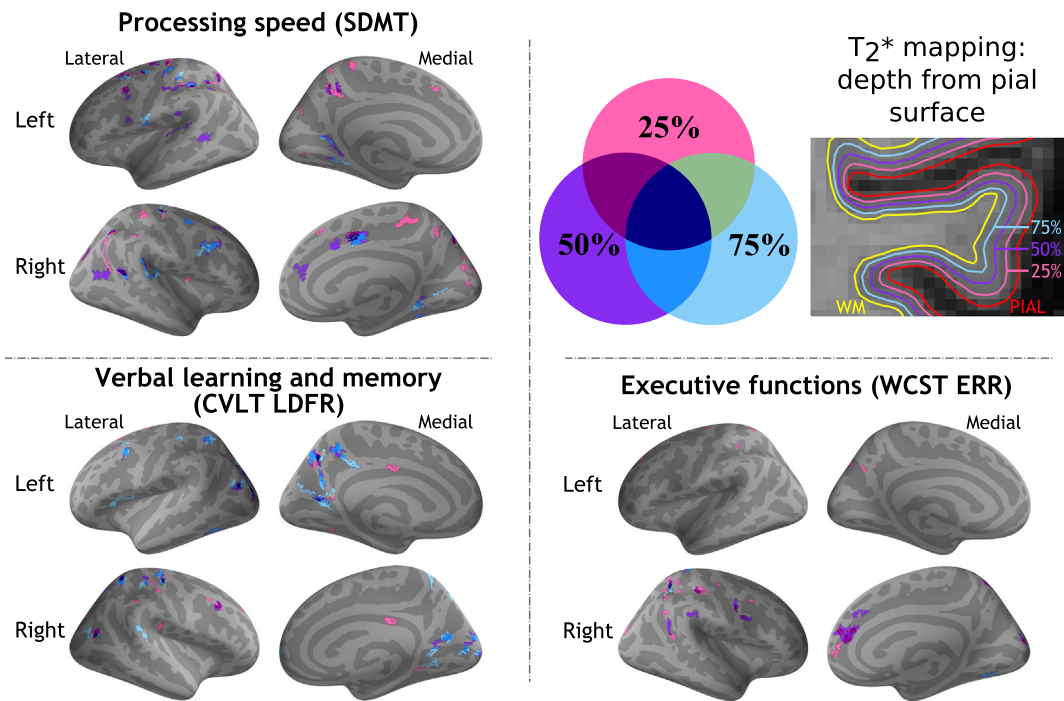 Processing speed (SDMT)
Lateral
Medial
Left
Right
25%
50%
75%
T2* mapping:
depth from pial
surface
75%
50%
25%
WM
PIAL
Verbal learning and memory
(CVLT LDFR)
Lateral
Medial
Left
Right
Executive functions (WCST ERR)
Lateral
Medial
Left
Right